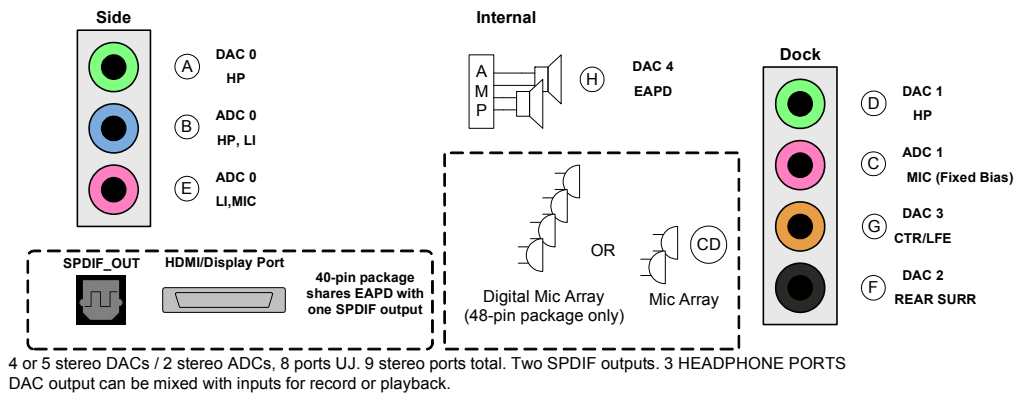 Side
Internal
Dock
A
DAC 0
HP
B
ADC 0
HP, LI
E
ADC 0
LI,MIC
A
M
P
H
DAC 4
EAPD
D
DAC 1
HP
C
ADC 1
MIC (Fixed Bias)
G
DAC 3
CTR/LFE
F
DAC 2
REAR SURR
SPDIF_OUT
HDMI/Display Port
40-pin package
shares EAPD with
one SPDIF output
OR
CD
Digital Mic Array
(48-pin package only)
Mic Array
4 or 5 stereo DACs / 2 stereo ADCs, 8 ports UJ. 9 stereo ports total. Two SPDIF outputs. 3 HEADPHONE PORTS
DAC output can be mixed with inputs for record or playback.